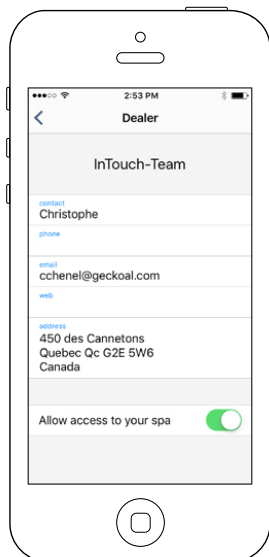 2:53 PM
Dealer
InTouch-Team
contact
Christophe
phone
email
cchenel@geckoal.com
web
address
450 des Cannetons
Quebec Qc G2E 5W6
Canada
Allow access to your spa